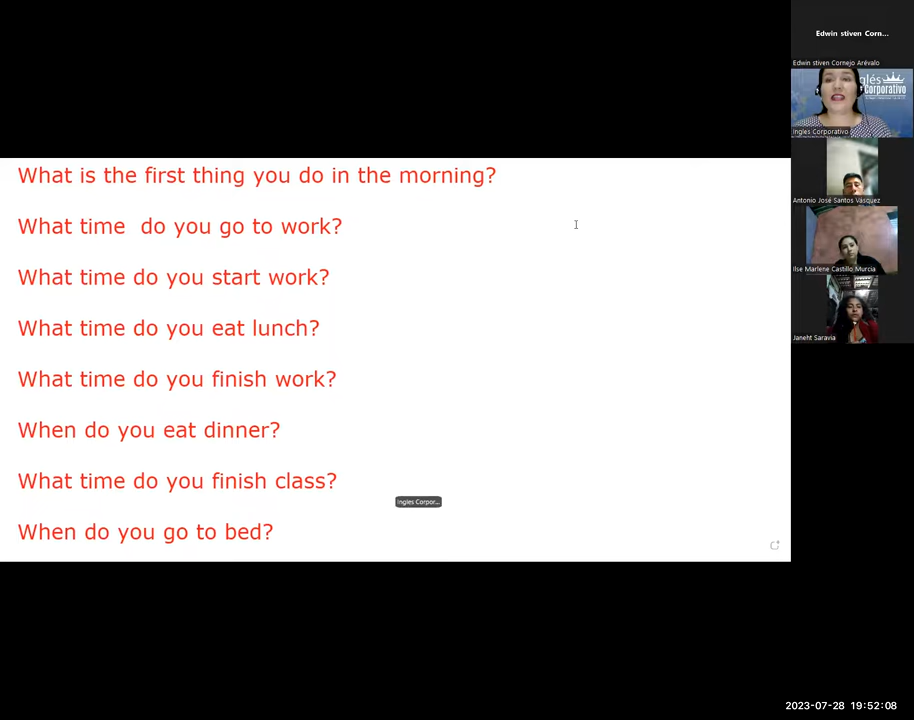 Edwin stiven Corn...
Edwin stiven Cornejo Arévalo
glés
Corporativo
Ingles Corporativo
Antonio José Santos Vásquez
Ilse Marlene Castillo Murcia
Janeht Saravia
What is the first thing you do in the morning?
What time  do you go to work?
What time do you start work?
What time do you eat lunch?
What time do you finish work?
When do you eat dinner?
What time do you finish class?
Ingles Corpor...
When do you go to bed?
2023-07-28 19:52:08